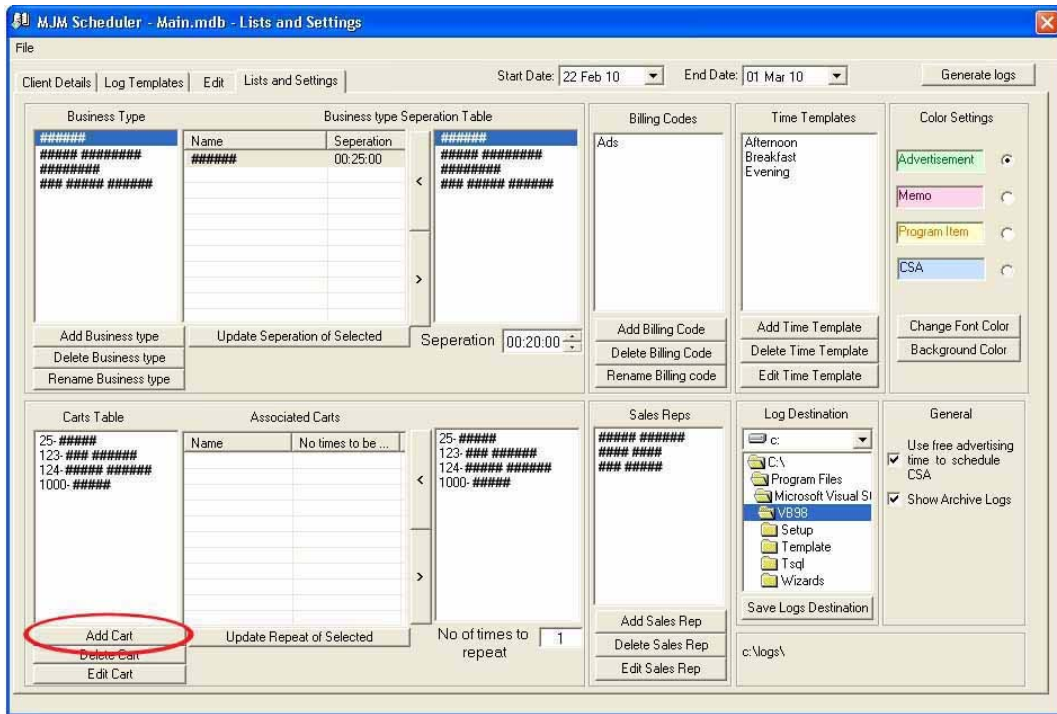 MJM Scheduler - Main.mdb - Lists and Settings
File
Client Details Log Templates Edit Lists and Settings Start Date: 22 Feb 10 End Date: 01 Mar 10 Generate logs
Business Type
######
##### ########
########
### ##### ######
Add Business type
Delete Business type
Rename Business type
Business type Seperation Table
Name Seperation
###### 00:25:00
Update Seperation of Selected
<
>
######
##### ########
########
### ##### ######
Seperation 00:20:00
Billing Codes
Ads
Add Billing Code
Delete Billing Code
Rename Billing code
Time Templates
Afternoon
Breakfast
Evening
Add Time Template
Delete Time Template
Edit Time Template
Color Settings
Advertisement
Memo
Program Item
CSA
Change Font Color
Background Color
Carts Table
25- #####
123- ### ######
124- ##### ######
1000- #####
Add Cart
Delete Cart
Edit Cart
Associated Carts
Name No times to be ...
Update Repeat of Selected
<
>
25- #####
123- ### ######
124- ##### ######
1000- #####
No of times to 1
repeat
Sales Reps
##### ######
#### ####
### #####
Add Sales Rep
Delete Sales Rep
Edit Sales Rep
Log Destination
c:
C:\
Program Files
Microsoft Visual St
VB98
Setup
Template
Tsql
Wizards
Save Logs Destination
c:\logs\
General
Use free advertising
time to schedule
CSA
Show Archive Logs